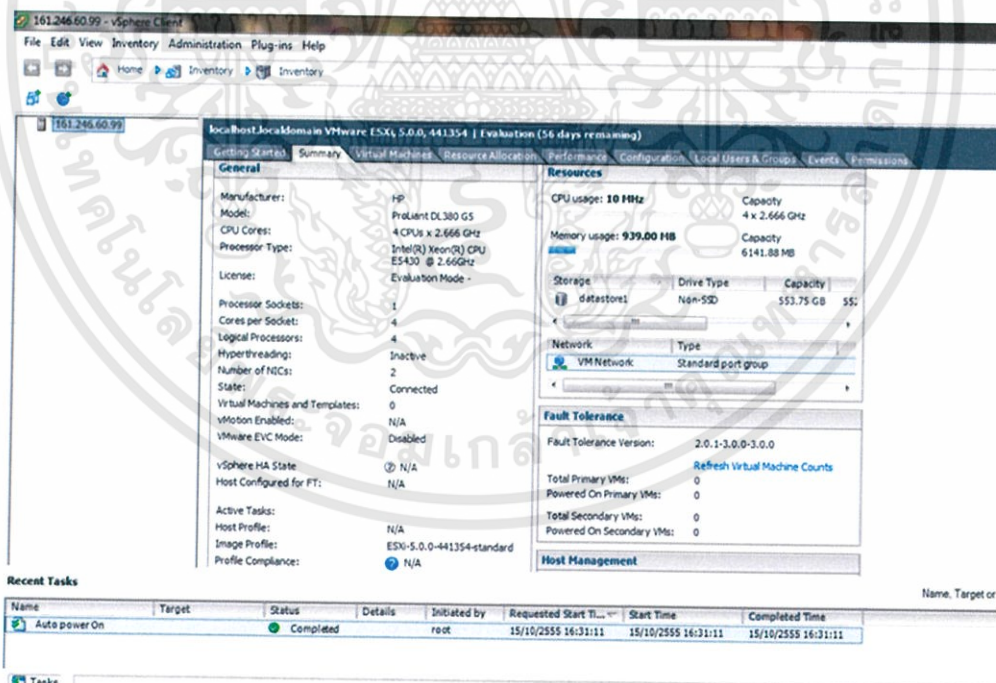 161.246.60.99 - vSphere Client
File Edit View Inventory Administration Plug-ins Help
Home Inventory Inventory
161.246.60.99
localhost.localdomain VMware ESXi, 5.0.0, 441354 | Evaluation (56 days remaining)
Getting Started Summary Virtual Machines Resource Allocation Performance Configuration Local Users & Groups Events Permissions
General
Manufacturer: HP
Model: ProLiant DL380 G5
CPU Cores: 4 CPUs x 2.666 GHz
Processor Type: Intel(R) Xeon(R) CPU
E5430 @ 2.66GHz
License: Evaluation Mode -
Processor Sockets: 1
Cores per Socket: 4
Logical Processors: 4
Hyperthreading: Inactive
Number of NICs: 2
State: Connected
Virtual Machines and Templates: 0
vMotion Enabled: N/A
VMware EVC Mode: Disabled
vSphere HA State N/A
Host Configured for FT: N/A
Active Tasks:
Host Profile: N/A
Image Profile: ESXi-5.0.0-441354-standard
Profile Compliance: N/A
Resources
CPU usage: 10 MHz Capacity
4 x 2.666 GHz
Memory usage: 939.00 MB Capacity
6141.88 MB
Storage Drive Type Capacity
datastore1 Non-SSD 553.75 GB 552
Network Type
VM Network Standard port group
Fault Tolerance
Fault Tolerance Version: 2.0.1-3.0.0-3.0.0
Refresh Virtual Machine Counts
Total Primary VMs: 0
Powered On Primary VMs: 0
Total Secondary VMs: 0
Powered On Secondary VMs: 0
Host Management
Recent Tasks
Name, Target or
Name Target Status Details Initiated by Requested Start Ti... Start Time Completed Time
Auto power On Completed root 15/10/2555 16:31:11 15/10/2555 16:31:11 15/10/2555 16:31:11
Tasks